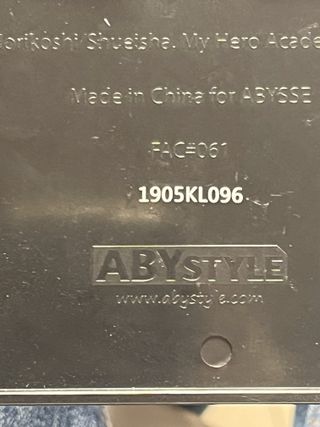 Horikoshi/Shueisha. My Hero Acade
Made in China for ABYSSE
FAC#061
1905KL096
ABYSTYLE
www.abystyle.com